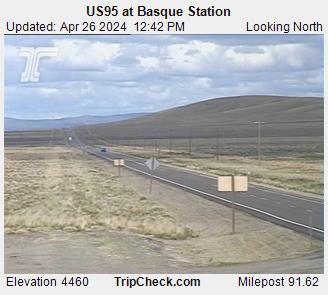 US95 at Basque Station
Updated: Apr 26 2024 12:42 PM Looking North
Elevation 4460 TripCheck.com Milepost 91.62